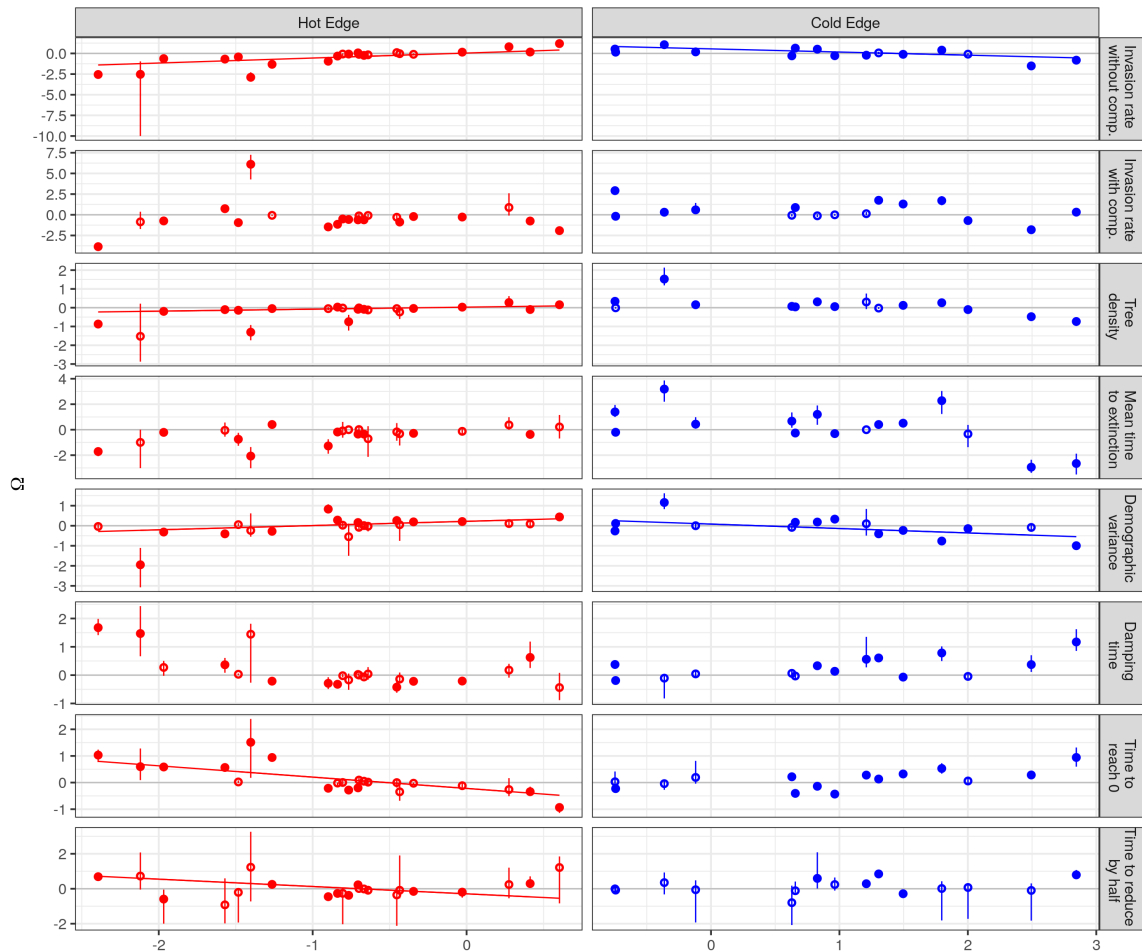 Hot Edge
Cold Edge
0.0
-2.5
-5.0
-7.5
-10.0
Invasion rate
without comp.
7.5
5.0
2.5
0.0
-2.5
Invasion rate
with comp.
2
1
0
-1
-2
-3
Tree
density
4
2
0
-2
Mean time
to extinction
Ω
1
0
-1
-2
-3
Demographic
variance
2
1
0
-1
Damping
time
2
1
0
-1
Time to
reach 0
2
0
-2
Time to reduce
by half
-2
-1
0
0
1
2
3